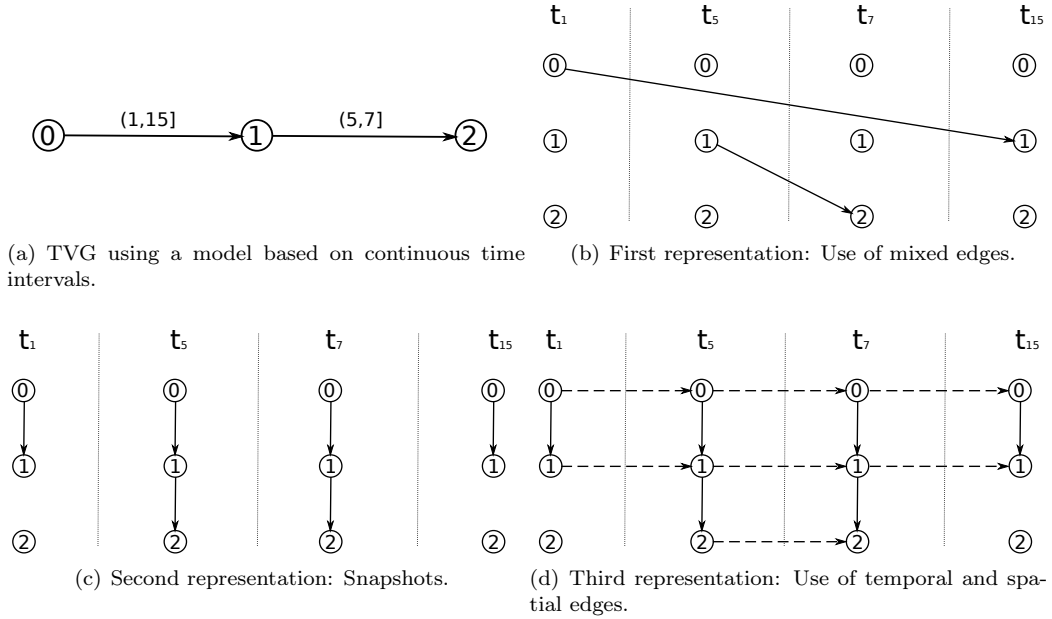 (1,15]
(5,7]
0
1
2
(a) TVG using a model based on continuous time
intervals.
t1
t5
t7
t15
0
0
0
0
1
1
1
1
2
2
2
2
(b) First representation: Use of mixed edges.
t1
t5
t7
t15
0
0
0
0
1
1
1
1
2
2
2
2
(c) Second representation: Snapshots.
t1
t5
t7
t15
0
0
0
0
1
1
1
1
2
2
2
2
(d) Third representation: Use of temporal and spa-
tial edges.